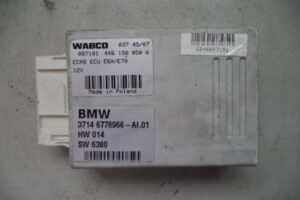 WABCO 037 45/07
007101 446 150 050 0
ECAS ECU E6X/E70
12V
Made in Poland
BMW
3714 6778966-AI.01
HW 014
SW 6380